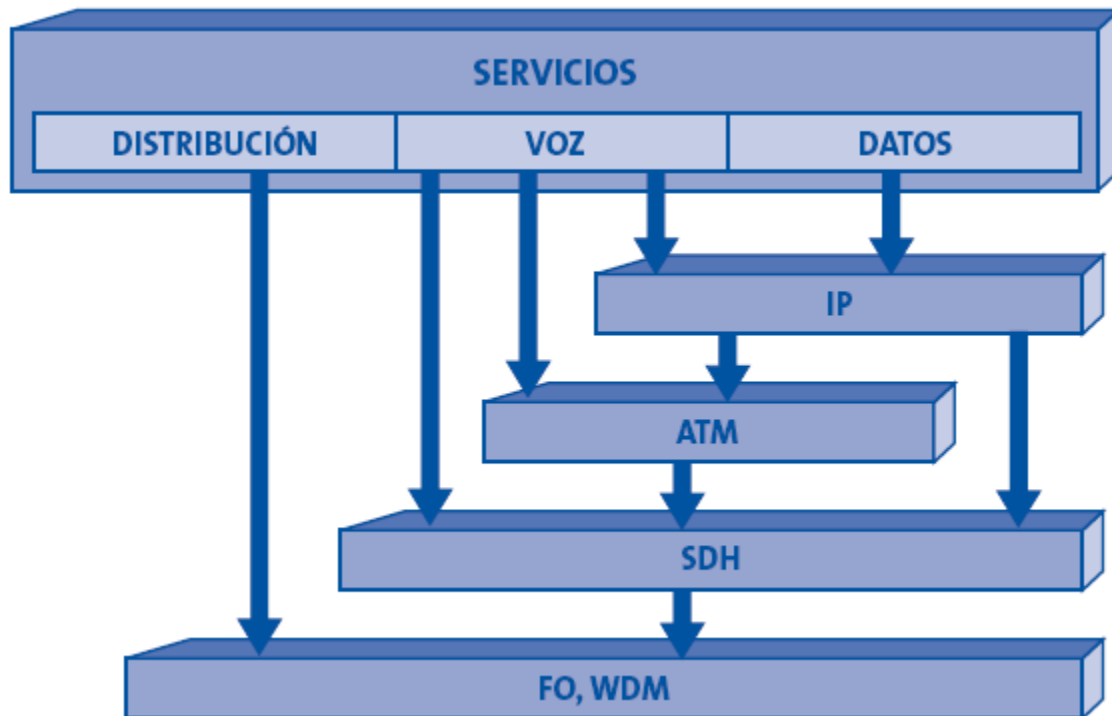 SERVICIOS
DISTRIBUCIÓN VOZ DATOS
IP
ATM
SDH
FO, WDM